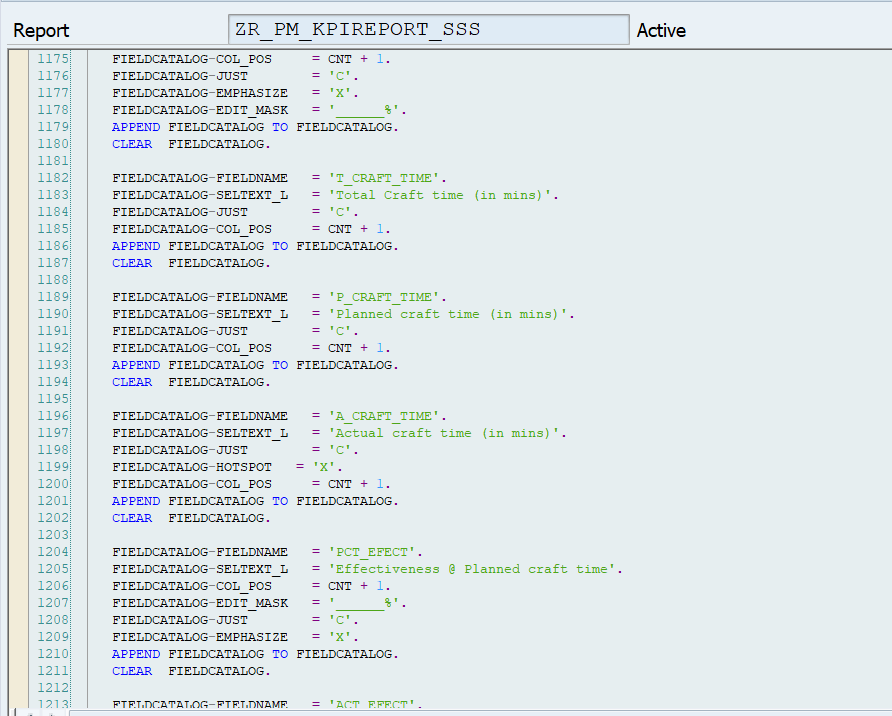 Report ZR_PM_KPIREPORT_SSS Active
1175 FIELDCATALOG-COL_POS = CNT + 1.
1176 FIELDCATALOG-JUST = 'C'.
1177 FIELDCATALOG-EMPHASIZE = 'X'.
1178 FIELDCATALOG-EDIT_MASK = '______%'.
1179 APPEND FIELDCATALOG TO FIELDCATALOG.
1180 CLEAR FIELDCATALOG.
1181
1182 FIELDCATALOG-FIELDNAME = 'T_CRAFT_TIME'.
1183 FIELDCATALOG-SELTEXT_L = 'Total Craft time (in mins)'.
1184 FIELDCATALOG-JUST = 'C'.
1185 FIELDCATALOG-COL_POS = CNT + 1.
1186 APPEND FIELDCATALOG TO FIELDCATALOG.
1187 CLEAR FIELDCATALOG.
1188
1189 FIELDCATALOG-FIELDNAME = 'P_CRAFT_TIME'.
1190 FIELDCATALOG-SELTEXT_L = 'Planned craft time (in mins)'.
1191 FIELDCATALOG-JUST = 'C'.
1192 FIELDCATALOG-COL_POS = CNT + 1.
1193 APPEND FIELDCATALOG TO FIELDCATALOG.
1194 CLEAR FIELDCATALOG.
1195
1196 FIELDCATALOG-FIELDNAME = 'A_CRAFT_TIME'.
1197 FIELDCATALOG-SELTEXT_L = 'Actual craft time (in mins)'.
1198 FIELDCATALOG-JUST = 'C'.
1199 FIELDCATALOG-HOTSPOT = 'X'.
1200 FIELDCATALOG-COL_POS = CNT + 1.
1201 APPEND FIELDCATALOG TO FIELDCATALOG.
1202 CLEAR FIELDCATALOG.
1203
1204 FIELDCATALOG-FIELDNAME = 'PCT_EFECT'.
1205 FIELDCATALOG-SELTEXT_L = 'Effectiveness @ Planned craft time'.
1206 FIELDCATALOG-COL_POS = CNT + 1.
1207 FIELDCATALOG-EDIT_MASK = '______%'.
1208 FIELDCATALOG-JUST = 'C'.
1209 FIELDCATALOG-EMPHASIZE = 'X'.
1210 APPEND FIELDCATALOG TO FIELDCATALOG.
1211 CLEAR FIELDCATALOG.
1212
1213 FIELDCATALOG-FIELDNAME = 'ACT_EFECT'.